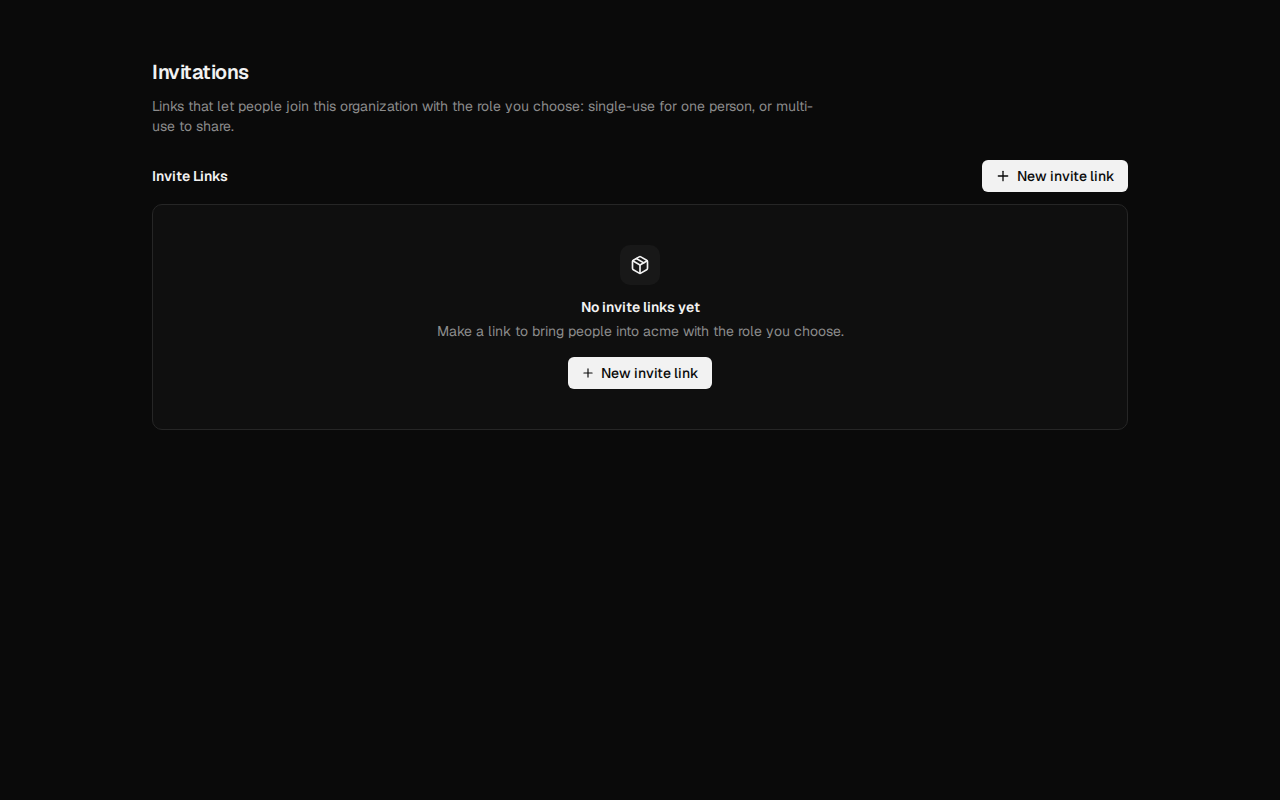 Invitations
Links that let people join this organization with the role you choose: single-use for one person, or multi-
use to share.
Invite Links
New invite link
No invite links yet
Make a link to bring people into acme with the role you choose.
New invite link